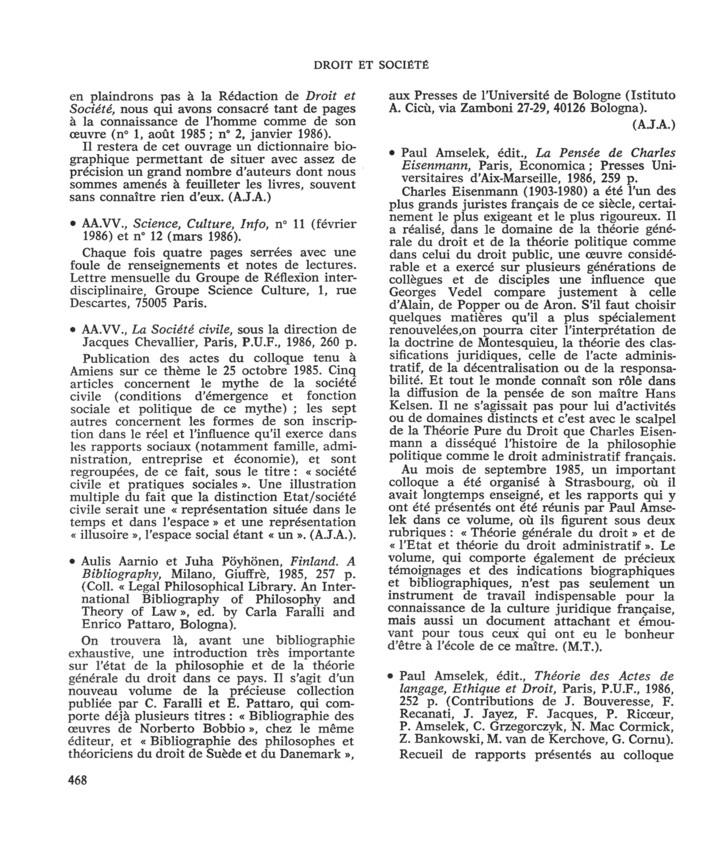 DROIT ET SOCIÉTÉ
en plaindrons pas à la Rédaction de Droit et
Société, nous qui avons consacré tant de pages
à la connaissance de l'homme comme de son
œuvre (n° 1, août 1985 ; n° 2, janvier 1986).
Il restera de cet ouvrage un dictionnaire bio-
graphique permettant de situer avec assez de
précision un grand nombre d'auteurs dont nous
sommes amenés à feuilleter les livres, souvent
sans connaître rien d'eux. (A.J.A.)
• AA.VV., Science, Culture, Info, n° 11 (février
1986) et n° 12 (mars 1986).
Chaque fois quatre pages serrées avec une
foule de renseignements et notes de lectures.
Lettre mensuelle du Groupe de Réflexion inter-
disciplinaire, Groupe Science Culture, 1, rue
Descartes, 75005 Paris.
• AA.VV., La Société civile, sous la direction de
Jacques Chevallier, Paris, P.U.F., 1986, 260 p.
Publication des actes du colloque tenu à
Amiens sur ce thème le 25 octobre 1985. Cinq
articles concernent le mythe de la société
civile (conditions d'émergence et fonction
sociale et politique de ce mythe) ; les sept
autres concernent les formes de son inscrip-
tion dans le réel et l'influence qu'il exerce dans
les rapports sociaux (notamment famille, admi-
nistration, entreprise et économie), et sont
regroupées, de ce fait, sous le titre : « société
civile et pratiques sociales ». Une illustration
multiple du fait que la distinction Etat/société
civile serait une « représentation située dans le
temps et dans l'espace » et une représentation
« illusoire », l'espace social étant « un ». (A.J.A.).
• Aulis Aarnio et Juha Pöyhönen, Finland. A
Bibliography, Milano, Giuffrè, 1985, 257 p.
(Coll. « Legal Philosophical Library. An Inter-
national Bibliography of Philosophy and
Theory of Law », ed. by Carla Faralli and
Enrico Pattaro, Bologna).
On trouvera là, avant une bibliographie
exhaustive, une introduction très importante
sur l'état de la philosophie et de la théorie
générale du droit dans ce pays. Il s'agit d'un
nouveau volume de la précieuse collection
publiée par C. Faralli et E. Pattaro, qui com-
porte déjà plusieurs titres : « Bibliographie des
œuvres de Norberto Bobbio », chez le même
éditeur, et « Bibliographie des philosophes et
théoriciens du droit de Suède et du Danemark »,
468
aux Presses de l'Université de Bologne (Istituto
A. Cicù, via Zamboni 27-29, 40126 Bologna).
(A.J.A.)
• Paul Amselek, édit., La Pensée de Charles
Eisenmann, Paris, Economica ; Presses Uni-
versitaires d'Aix-Marseille, 1986, 259 p.
Charles Eisenmann (1903-1980) a été l'un des
plus grands juristes français de ce siècle, certai-
nement le plus exigeant et le plus rigoureux. Il
a réalisé, dans le domaine de la théorie géné-
rale du droit et de la théorie politique comme
dans celui du droit public, une œuvre considé-
rable et a exercé sur plusieurs générations de
collègues et de disciples une influence que
Georges Vedel compare justement à celle
d'Alain, de Popper ou de Aron. S'il faut choisir
quelques matières qu'il a plus spécialement
renouvelées,on pourra citer l'interprétation de
la doctrine de Montesquieu, la théorie des clas-
sifications juridiques, celle de l'acte adminis-
tratif, de la décentralisation ou de la responsa-
bilité. Et tout le monde connaît son rôle dans
la diffusion de la pensée de son maître Hans
Kelsen. Il ne s'agissait pas pour lui d'activités
ou de domaines distincts et c'est avec le scalpel
de la Théorie Pure du Droit que Charles Eisen-
mann a disséqué l'histoire de la philosophie
politique comme le droit administratif français.
Au mois de septembre 1985, un important
colloque a été organisé à Strasbourg, où il
avait longtemps enseigné, et les rapports qui y
ont été présentés ont été réunis par Paul Amse-
lek dans ce volume, où ils figurent sous deux
rubriques : « Théorie générale du droit » et de
« l'Etat et théorie du droit administratif ». Le
volume, qui comporte également de précieux
témoignages et des indications biographiques
et bibliographiques, n'est pas seulement un
instrument de travail indispensable pour la
connaissance de la culture juridique française,
mais aussi un document attachant et émou-
vant pour tous ceux qui ont eu le bonheur
d'être à l'école de ce maître. (M.T.).
• Paul Amselek, édit., Théorie des Actes de
langage, Ethique et Droit, Paris, P.U.F., 1986,
252 p. (Contributions de J. Bouveresse, F.
Recanati, J. Jayez, F. Jacques, P. Ricœur,
P. Amselek, C. Grzegorczyk, N. Mac Cormick,
Z. Bankowski, M. van de Kerchove, G. Cornu).
Recueil de rapports présentés au colloque